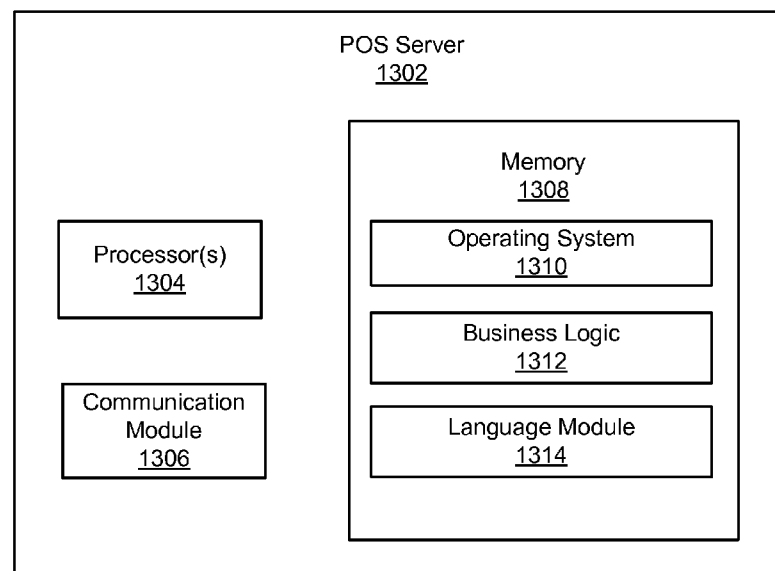 POS Server
1302
Memory
1308
Processor(s)
1304
Operating System
1310
Business Logic
1312
Communication
Module
1306
Language Module
1314